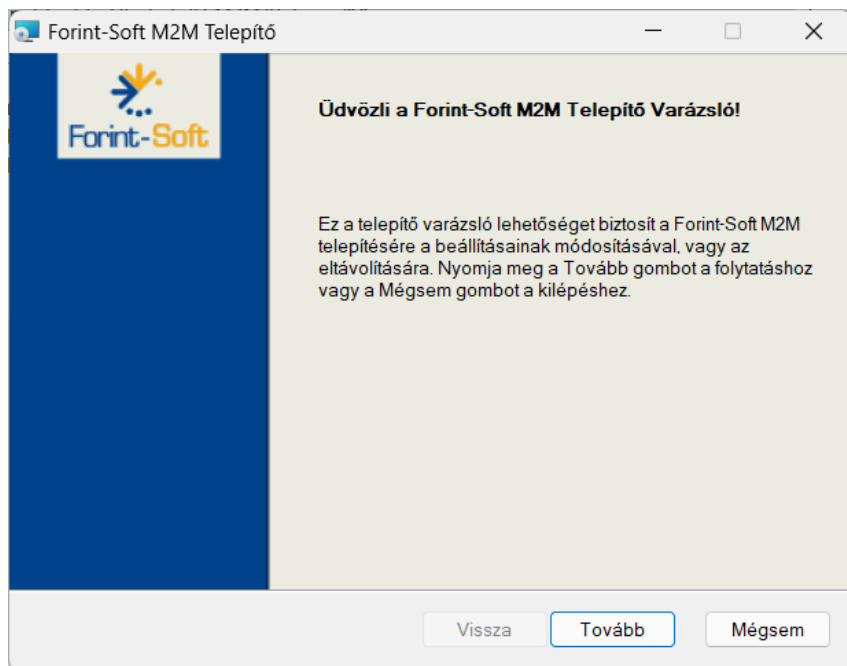 Forint-Soft M2M Telepítő
Forint-Soft
Üdvözli a Forint-Soft M2M Telepítő Varázsló!
Ez a telepítő varázsló lehetőséget biztosít a Forint-Soft M2M
telepítésére a beállításainak módosításával, vagy az
eltávolítására. Nyomja meg a Tovább gombot a folytatáshoz
vagy a Mégsem gombot a kilépéshez.
Vissza
Tovább
Mégsem